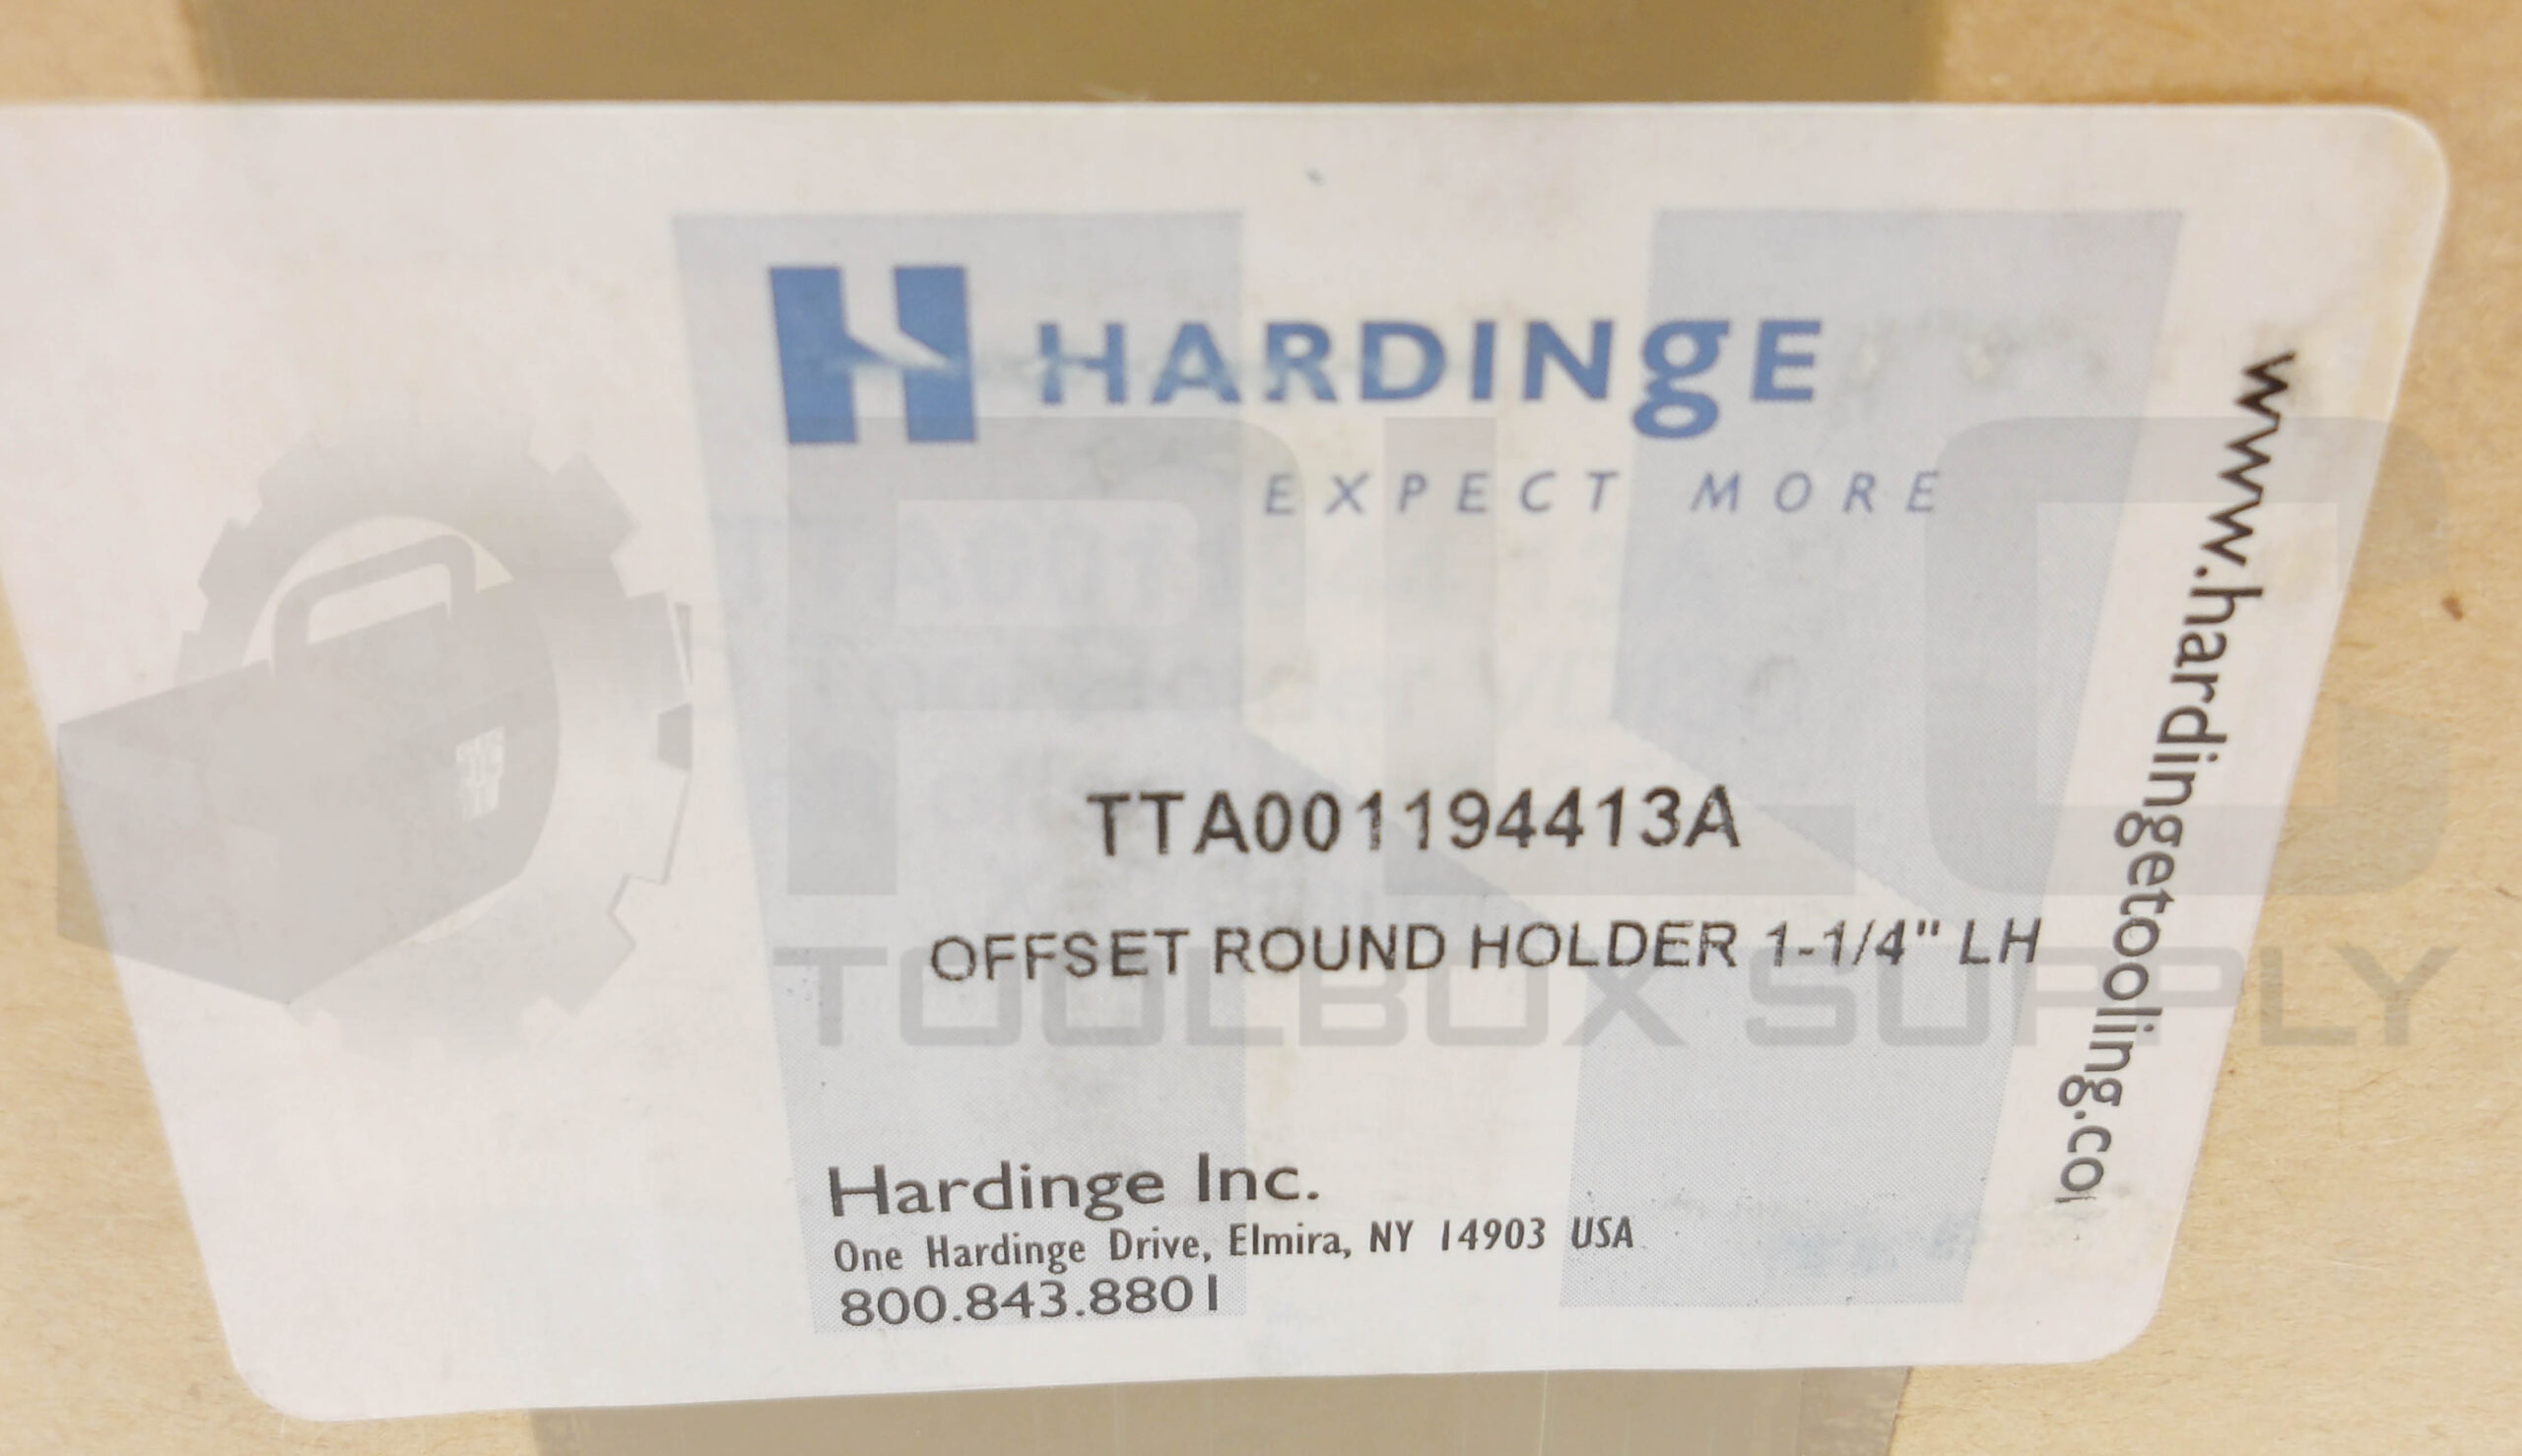 HARDINgE
EXPECT MORE
TTA001194413A
OFFSET ROUND HOLDER 1-1/4" LH
Hardinge Inc.
One Hardinge Drive, Elmira, NY 14903 USA
800.843.8801
www.hardingetooling.co
PLC
TOOLBOX SUPPLY